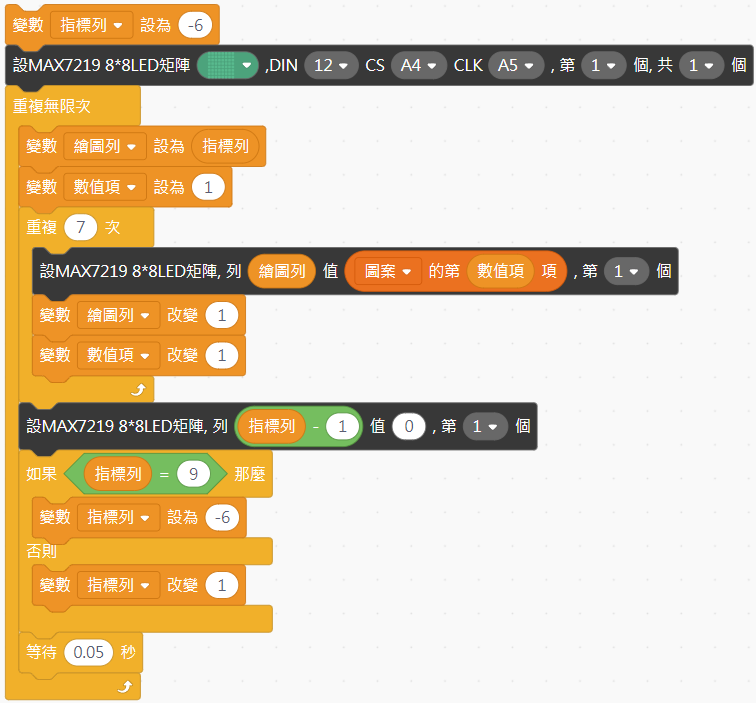 變數 指標列 設為 -6
設MAX7219 8*8LED矩陣 ,DIN 12 CS A4 CLK A5 , 第 1 個, 共 1 個
重複無限次
變數 繪圖列 設為 指標列
變數 數值項 設為 1
重複 7 次
設MAX7219 8*8LED矩陣, 列 繪圖列 值 圖案 的第 數值項 項 , 第 1 個
變數 繪圖列 改變 1
變數 數值項 改變 1
設MAX7219 8*8LED矩陣, 列 指標列 - 1 值 0 , 第 1 個
如果 指標列 = 9 那麼
變數 指標列 設為 -6
否則
變數 指標列 改變 1
等待 0.05 秒